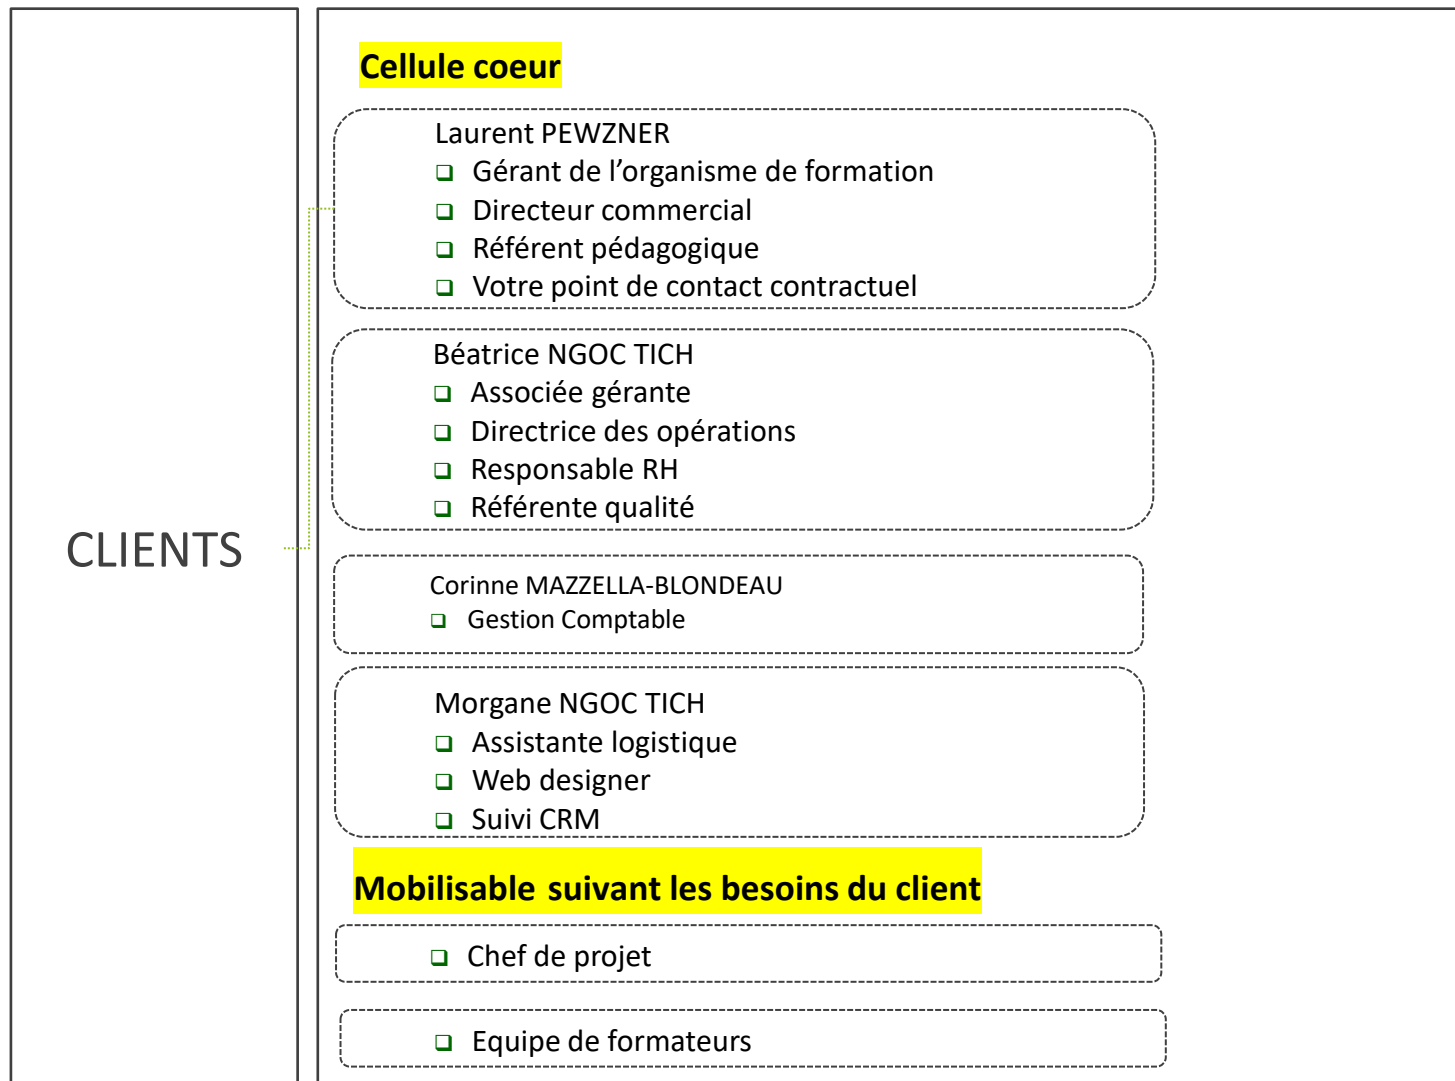 CLIENTS
Cellule coeur
Laurent PEWZNER
Gérant de l’organisme de formation
Directeur commercial
Référent pédagogique
Votre point de contact contractuel
Béatrice NGOC TICH
Associée gérante
Directrice des opérations
Responsable RH
Référente qualité
Corinne MAZZELLA-BLONDEAU
Gestion Comptable
Morgane NGOC TICH
Assistante logistique
Web designer
Suivi CRM
Mobilisable suivant les besoins du client
Chef de projet
Equipe de formateurs